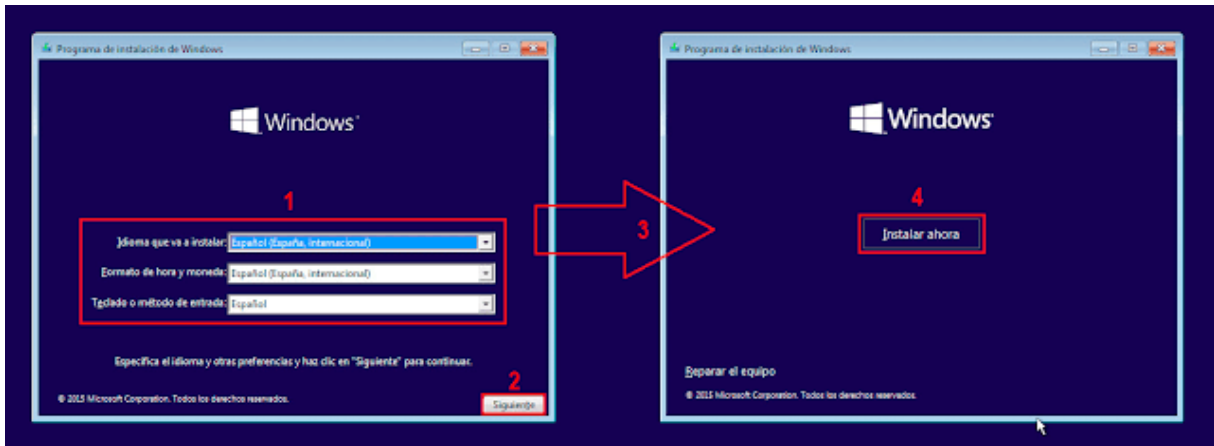 Programa de instalación de Windows
Windows
1
Idioma que va a instalar: Español (España, internacional)
Formato de hora y moneda: Español (España, internacional)
Teclado o método de entrada: Español
Especifica el idioma y otras preferencias y haz clic en "Siguiente" para continuar.
2
© 2015 Microsoft Corporation. Todos los derechos reservados.
Siguiente
3
Programa de instalación de Windows
Windows
4
Instalar ahora
Reparar el equipo
© 2015 Microsoft Corporation. Todos los derechos reservados.